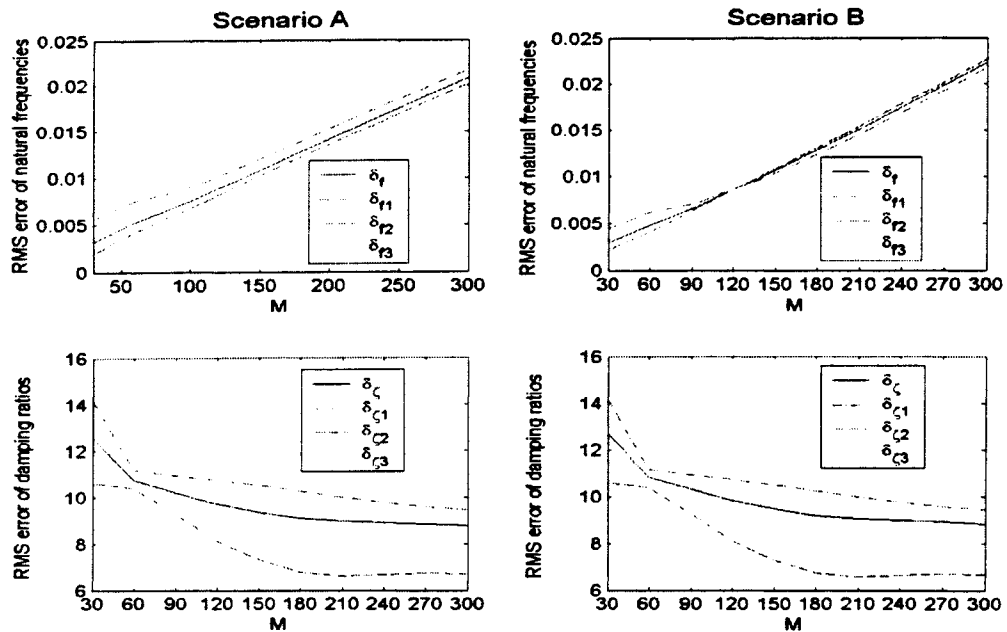 Scenario A
RMS error of natural frequencies
0.025
0.02
0.015
0.01
0.005
0
50 100 150 200 250 300
M
δf
δf1
δf2
δf3
Scenario B
RMS error of natural frequencies
0.025
0.02
0.015
0.01
0.005
0
30 60 90 120 150 180 210 240 270 300
M
δf
δf1
δf2
δf3
RMS error of damping ratios
16
14
12
10
8
6
30 60 90 120 150 180 210 240 270 300
M
δζ
δζ1
δζ2
δζ3
RMS error of damping ratios
16
14
12
10
8
6
30 60 90 120 150 180 210 240 270 300
M
δζ
δζ1
δζ2
δζ3